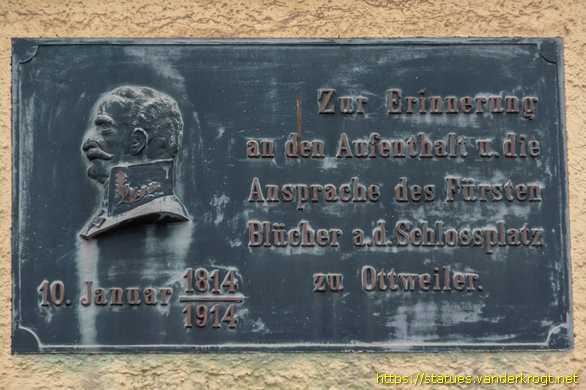 Zur Erinnerung
an den Aufenthalt u. die
Ansprache des Fürsten
Blücher a.d. Schlossplatz
zu Ottweiler.
10. Januar 1814
1914
https://statues.vanderkrogt.net